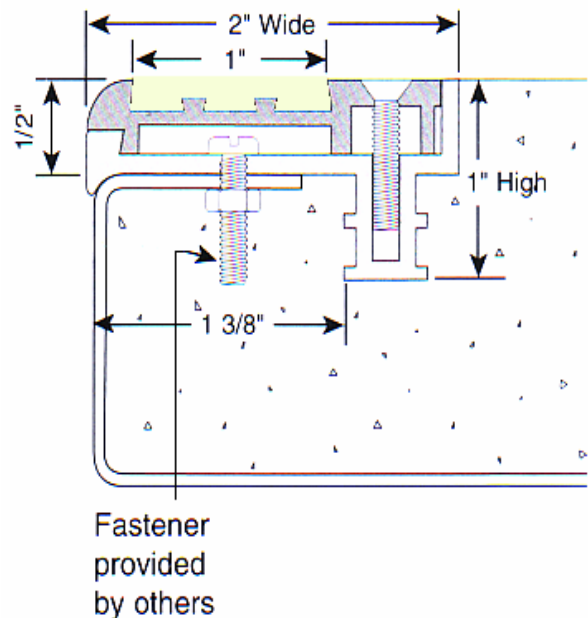 2" Wide
1"
1/2"
1" High
1 3/8"
Fastener
provided
by others